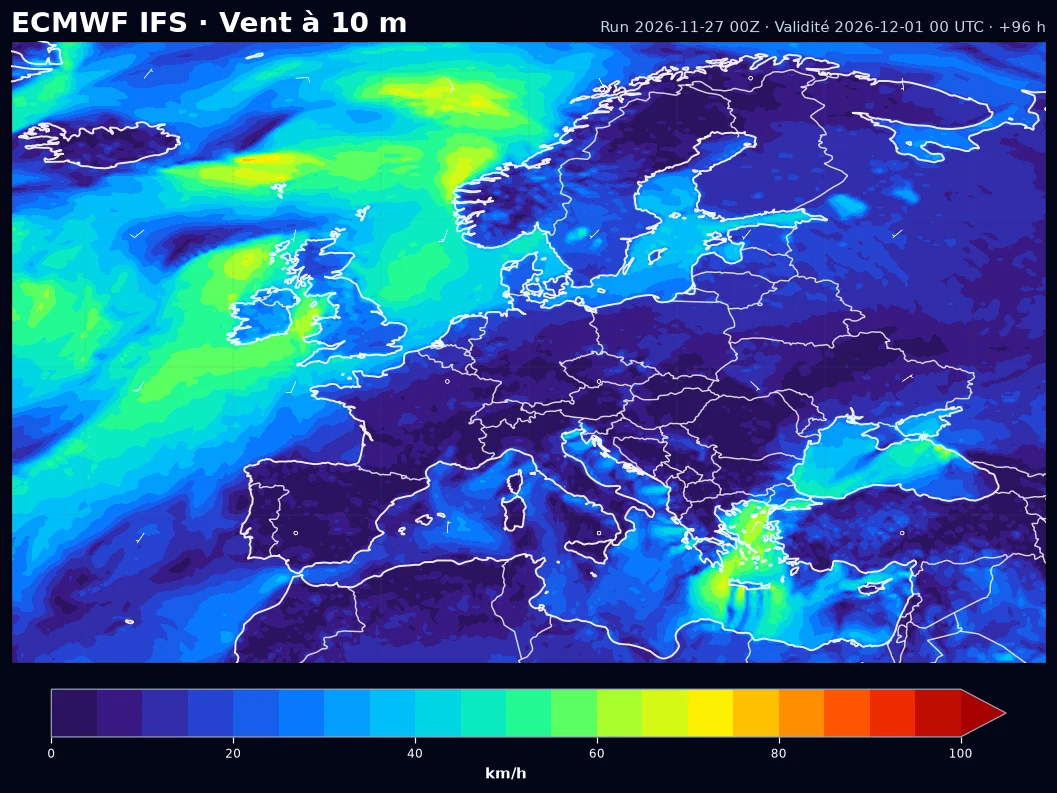 ECMWF IFS · Vent à 10 m
Run 2026-11-27 00Z · Validité 2026-12-01 00 UTC · +96 h
0 20 40 60 80 100
km/h